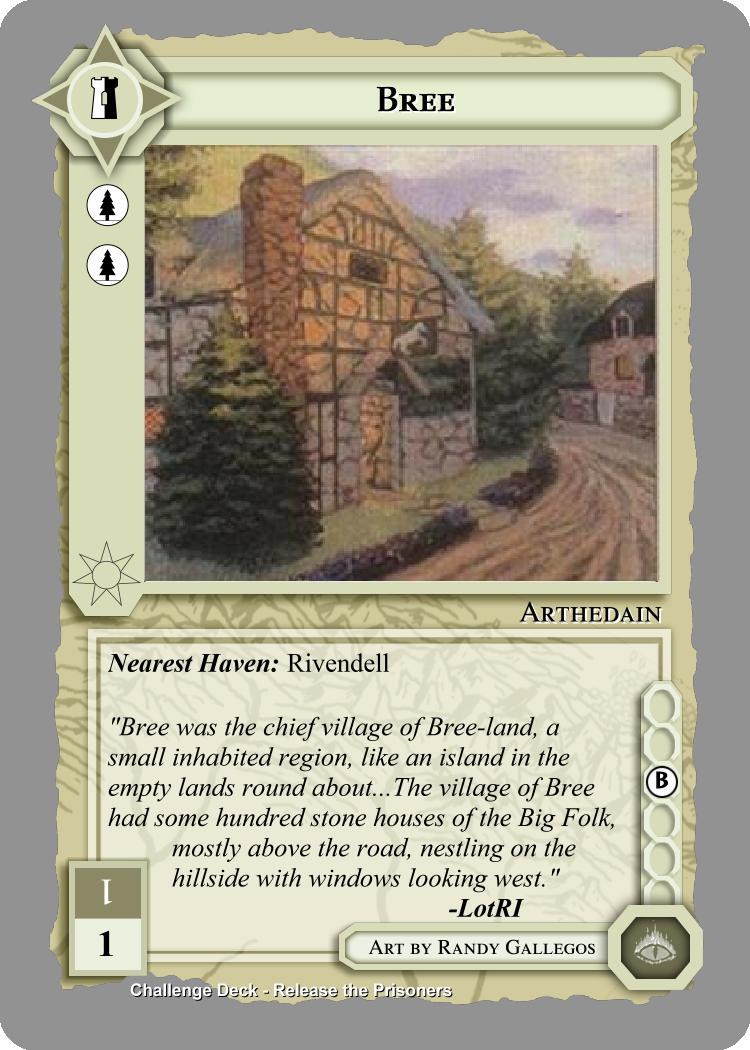 Bree
Arthedain
Nearest Haven: Rivendell
"Bree was the chief village of Bree-land, a
small inhabited region, like an island in the
empty lands round about...The village of Bree
had some hundred stone houses of the Big Folk,
mostly above the road, nestling on the
hillside with windows looking west."
-LotRI
B
1
1
Art by Randy Gallegos
Challenge Deck - Release the Prisoners